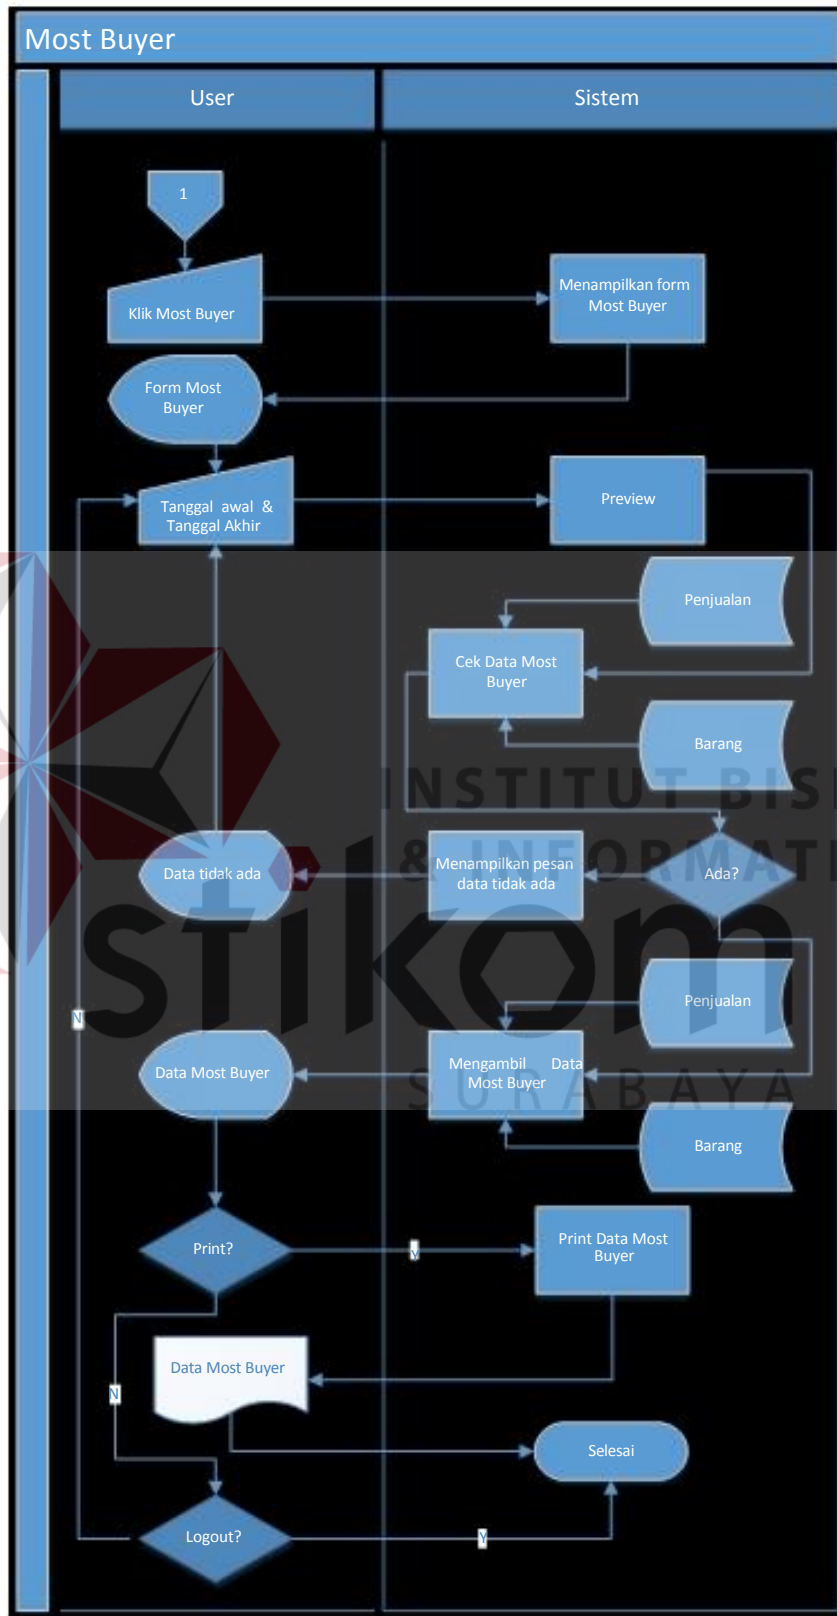 Most Buyer
User
Sistem
1
Klik Most Buyer
Menampilkan form
Most Buyer
Form Most
Buyer
Tanggal awal &
Tanggal Akhir
Preview
Penjualan
Cek Data Most
Buyer
Barang
INSTITUT BISI
& INFORMATI
Data tidak ada
Menampilkan pesan
data tidak ada
Ada?
stikom
Penjualan
N
Data Most Buyer
Mengambil Data
Most Buyer
SURABAYA
Barang
Print?
Y
Print Data Most
Buyer
Data Most Buyer
N
Selesai
Logout?
Y